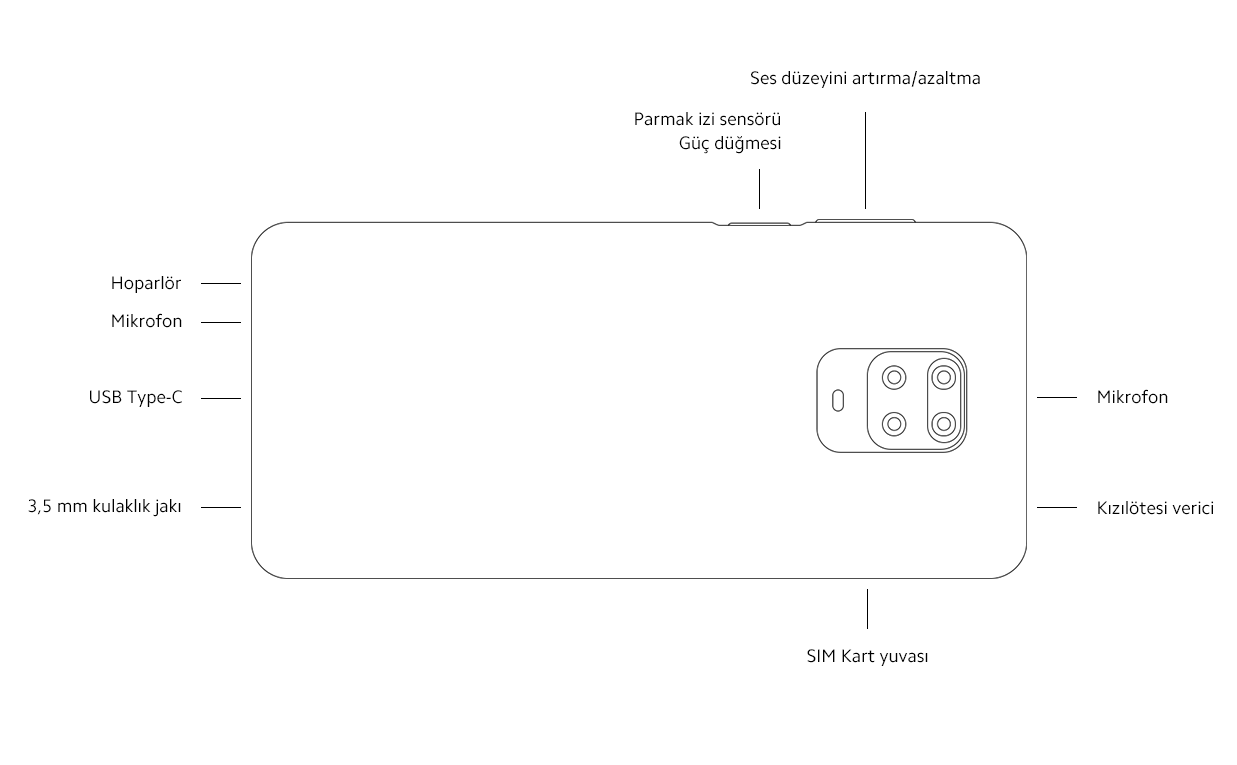 Ses düzeyini artırma/azaltma
Parmak izi sensörü
Güç düğmesi
Hoparlör
Mikrofon
USB Type-C
3,5 mm kulaklık jakı
Mikrofon
Kızılötesi verici
SIM Kart yuvası